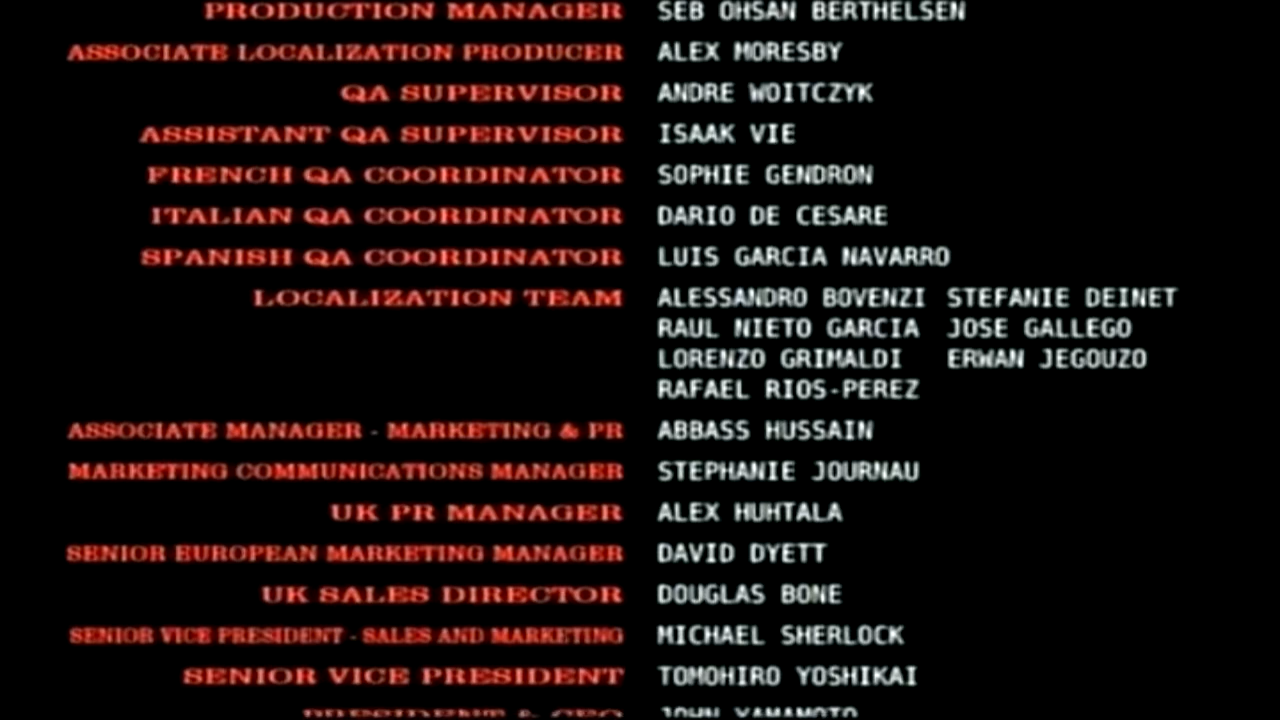 PRODUCTION MANAGER SEB OHSAN BERTHELSEN
ASSOCIATE LOCALIZATION PRODUCER ALEX MORESBY
QA SUPERVISOR ANDRE WOITCZYK
ASSISTANT QA SUPERVISOR ISAAK VIE
FRENCH QA COORDINATOR SOPHIE GENDRON
ITALIAN QA COORDINATOR DARIO DE CESARE
SPANISH QA COORDINATOR LUIS GARCIA NAVARRO
LOCALIZATION TEAM ALESSANDRO BOVENZI STEFANIE DEINET
RAUL NIETO GARCIA JOSE GALLEGO
LORENZO GRIMALDI ERWAN JEGOUZO
RAFAEL RIOS-PEREZ
ASSOCIATE MANAGER - MARKETING & PR ABBASS HUSSAIN
MARKETING COMMUNICATIONS MANAGER STEPHANIE JOURNAU
UK PR MANAGER ALEX HUHTALA
SENIOR EUROPEAN MARKETING MANAGER DAVID DYETT
UK SALES DIRECTOR DOUGLAS BONE
SENIOR VICE PRESIDENT - SALES AND MARKETING MICHAEL SHERLOCK
SENIOR VICE PRESIDENT TOMOHIRO YOSHIKAI
PRESIDENT & CEO JOHN YAMAMOTO